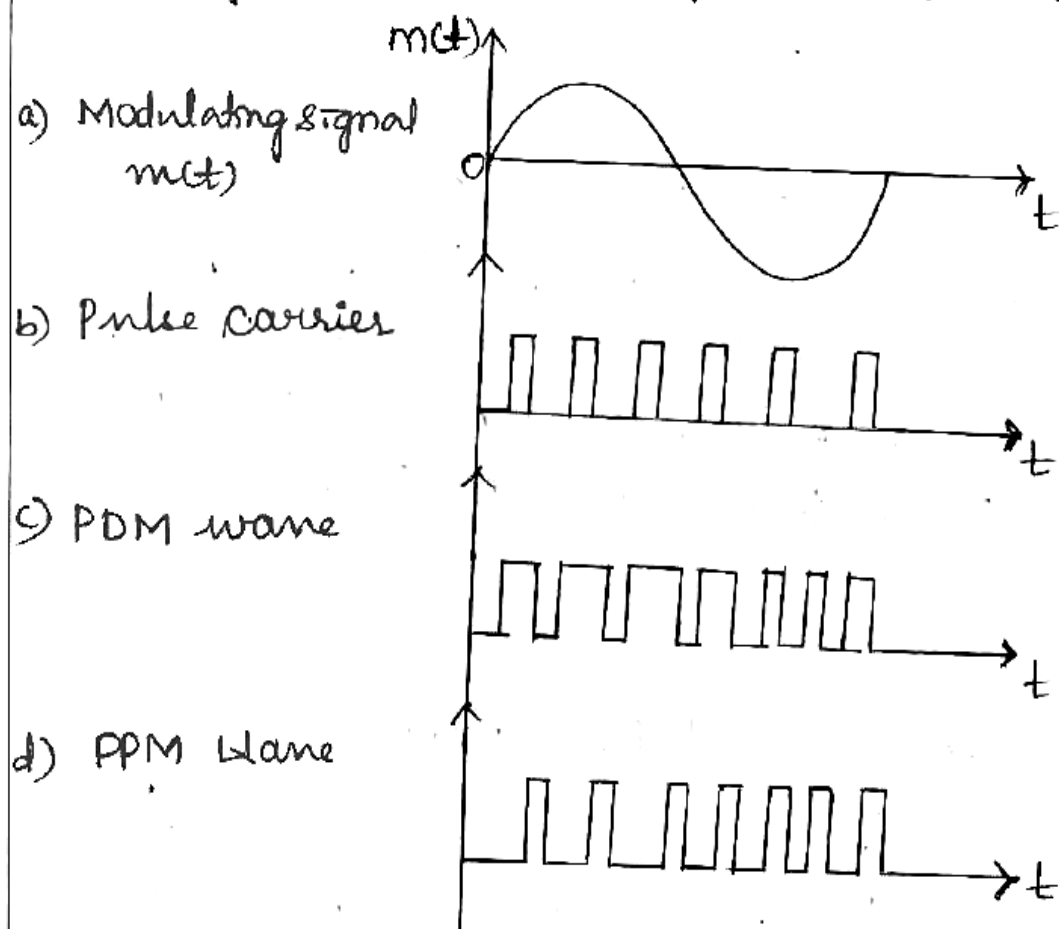 m(t)
a) Modulating signal
m(t)
0
t
b) Pulse carrier
t
c) PDM wave
t
d) PPM Wave
t